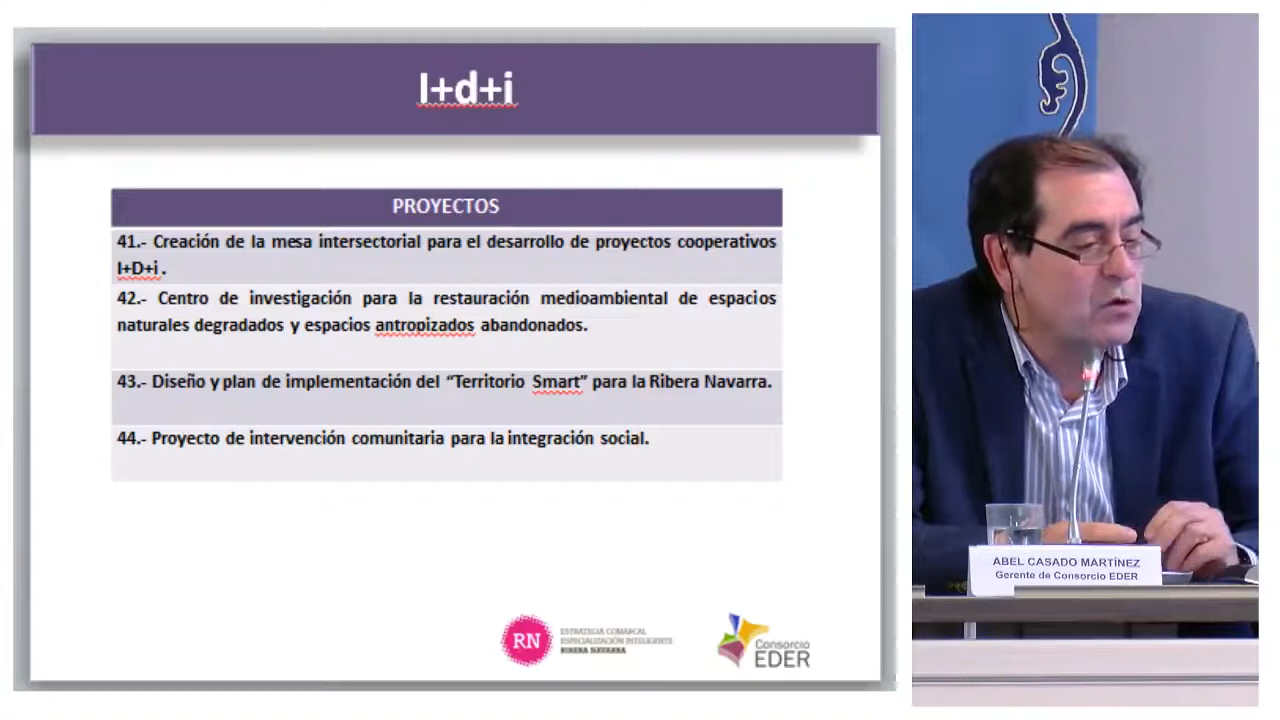 I+d+i
PROYECTOS
41.- Creación de la mesa intersectorial para el desarrollo de proyectos cooperativos
I+D+i.
42.- Centro de investigación para la restauración medioambiental de espacios
naturales degradados y espacios antropizados abandonados.
43.- Diseño y plan de implementación del “Territorio Smart” para la Ribera Navarra.
44.- Proyecto de intervención comunitaria para la integración social.
RN
ESTRATEGIA COMARCAL
ESPECIALIZACIÓN INTELIGENTE
RIBERA NAVARRA
Consorcio
EDER
ABEL CASADO MARTÍNEZ
Gerente de Consorcio EDER